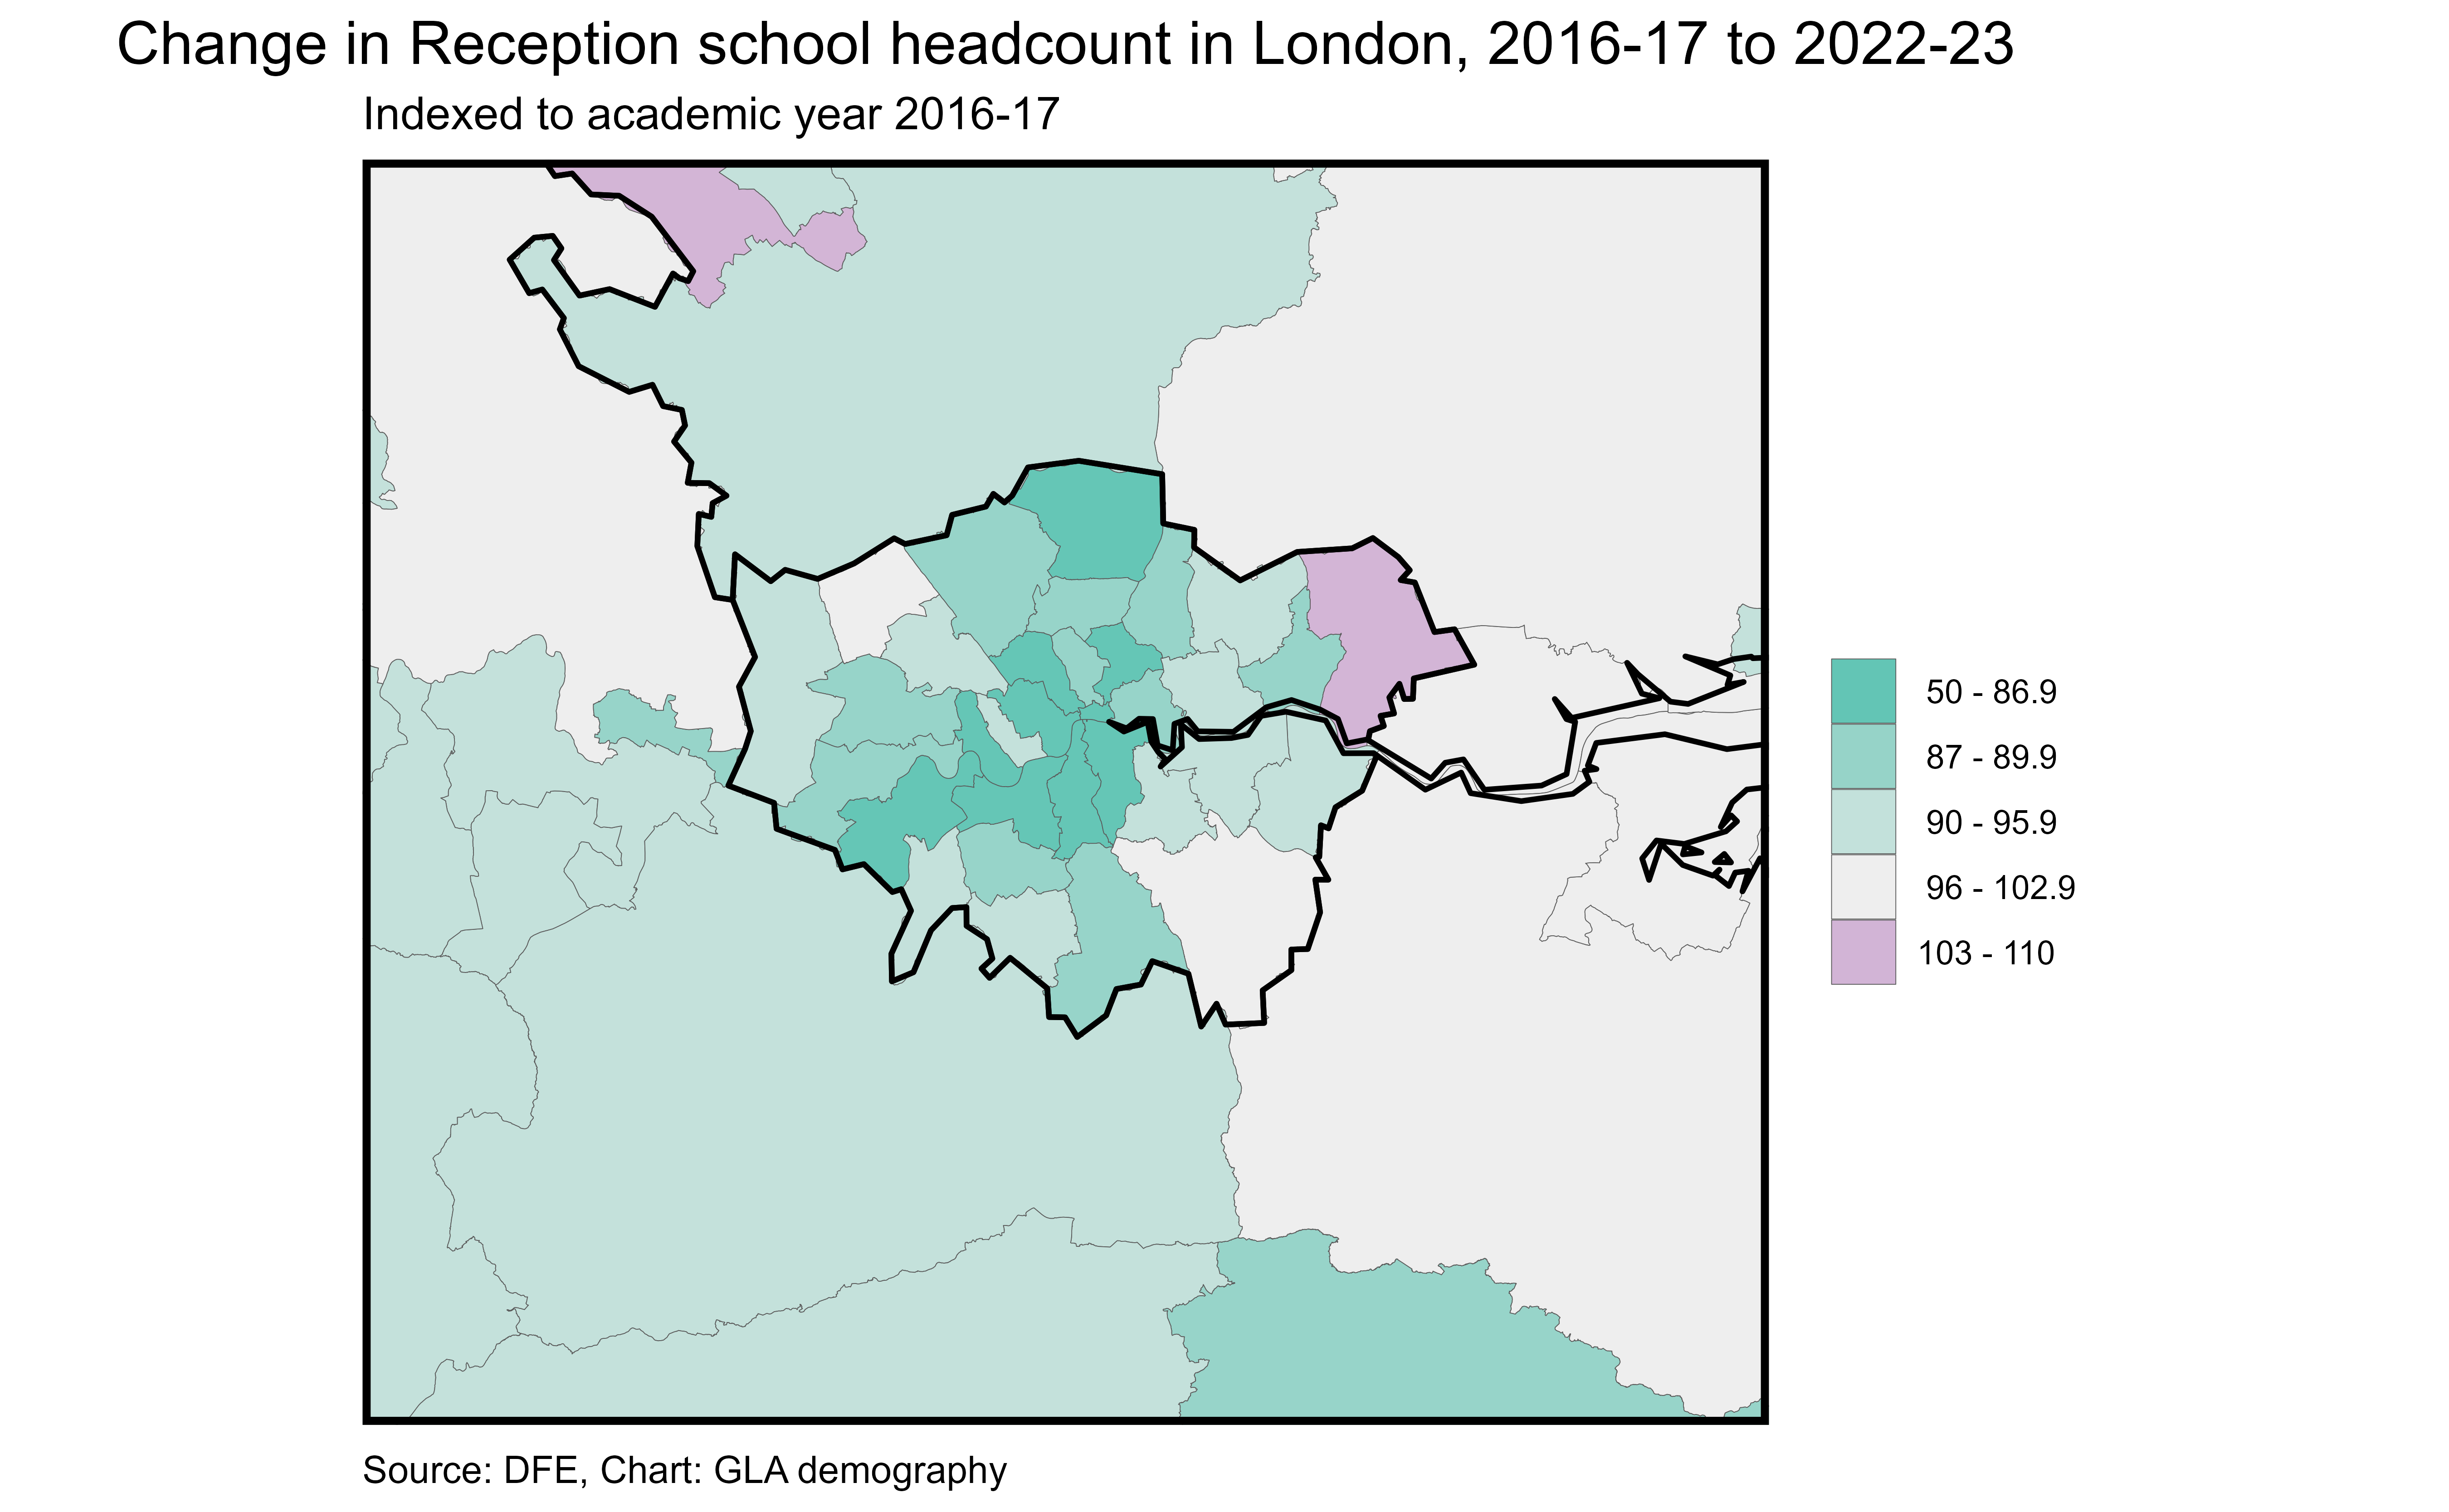 Change in Reception school headcount in London, 2016-17 to 2022-23
Indexed to academic year 2016-17
50 - 86.9
87 - 89.9
90 - 95.9
96 - 102.9
103 - 110
Source: DFE, Chart: GLA demography